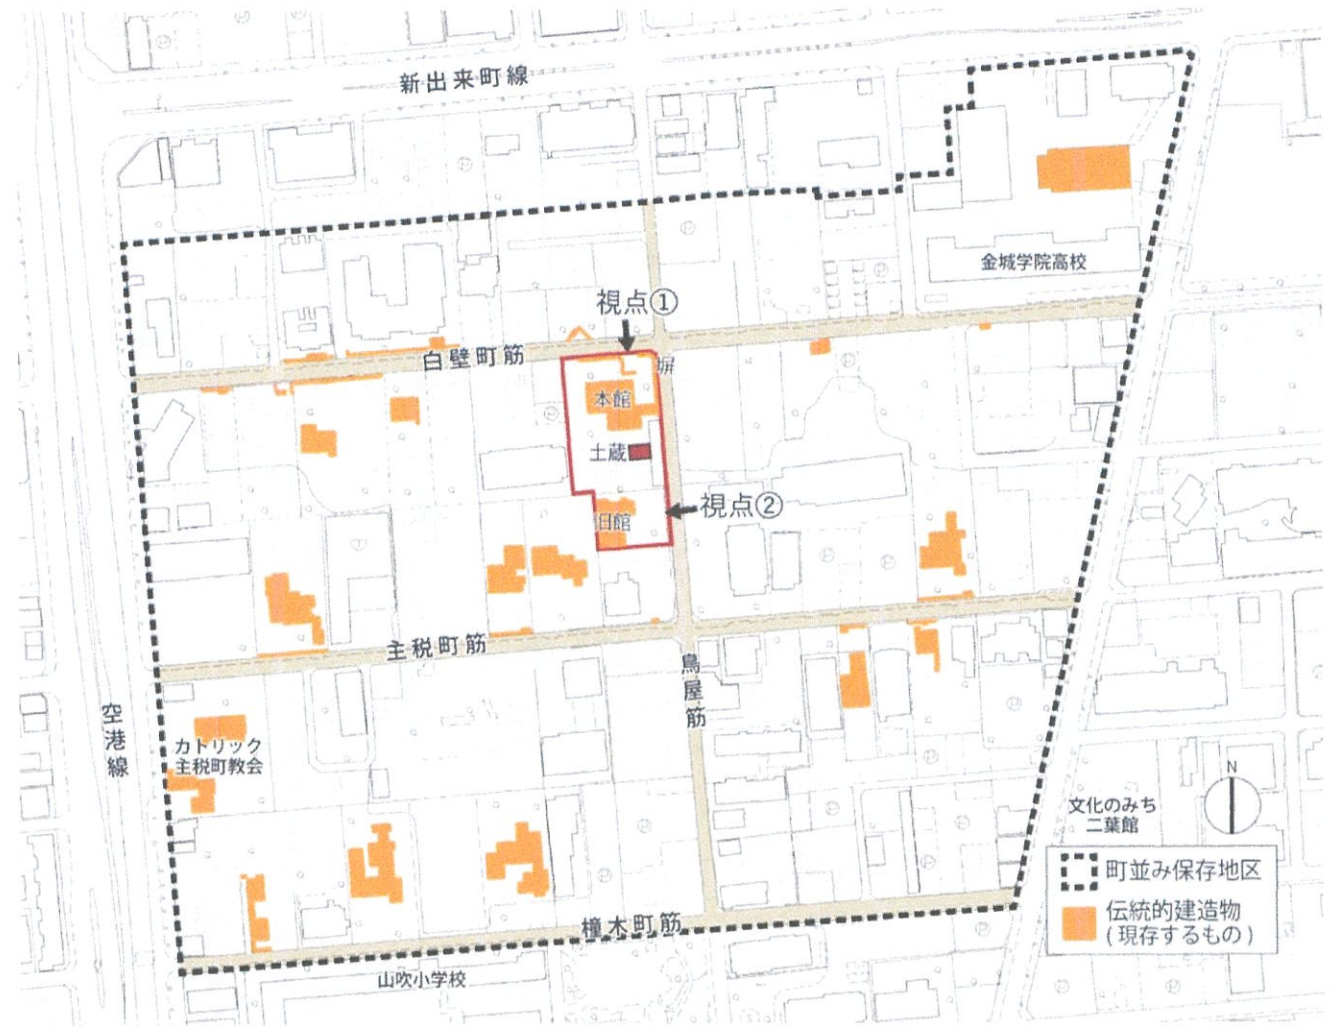 新出来町線
金城学院高校
視点①
白壁町筋
塀
本館
土蔵
視点②
旧館
主税町筋
鳥屋筋
空港線
カトリック
主税町教会
文化のみち
二葉館
N
町並み保存地区
伝統的建造物
(現存するもの)
橦木町筋
山吹小学校